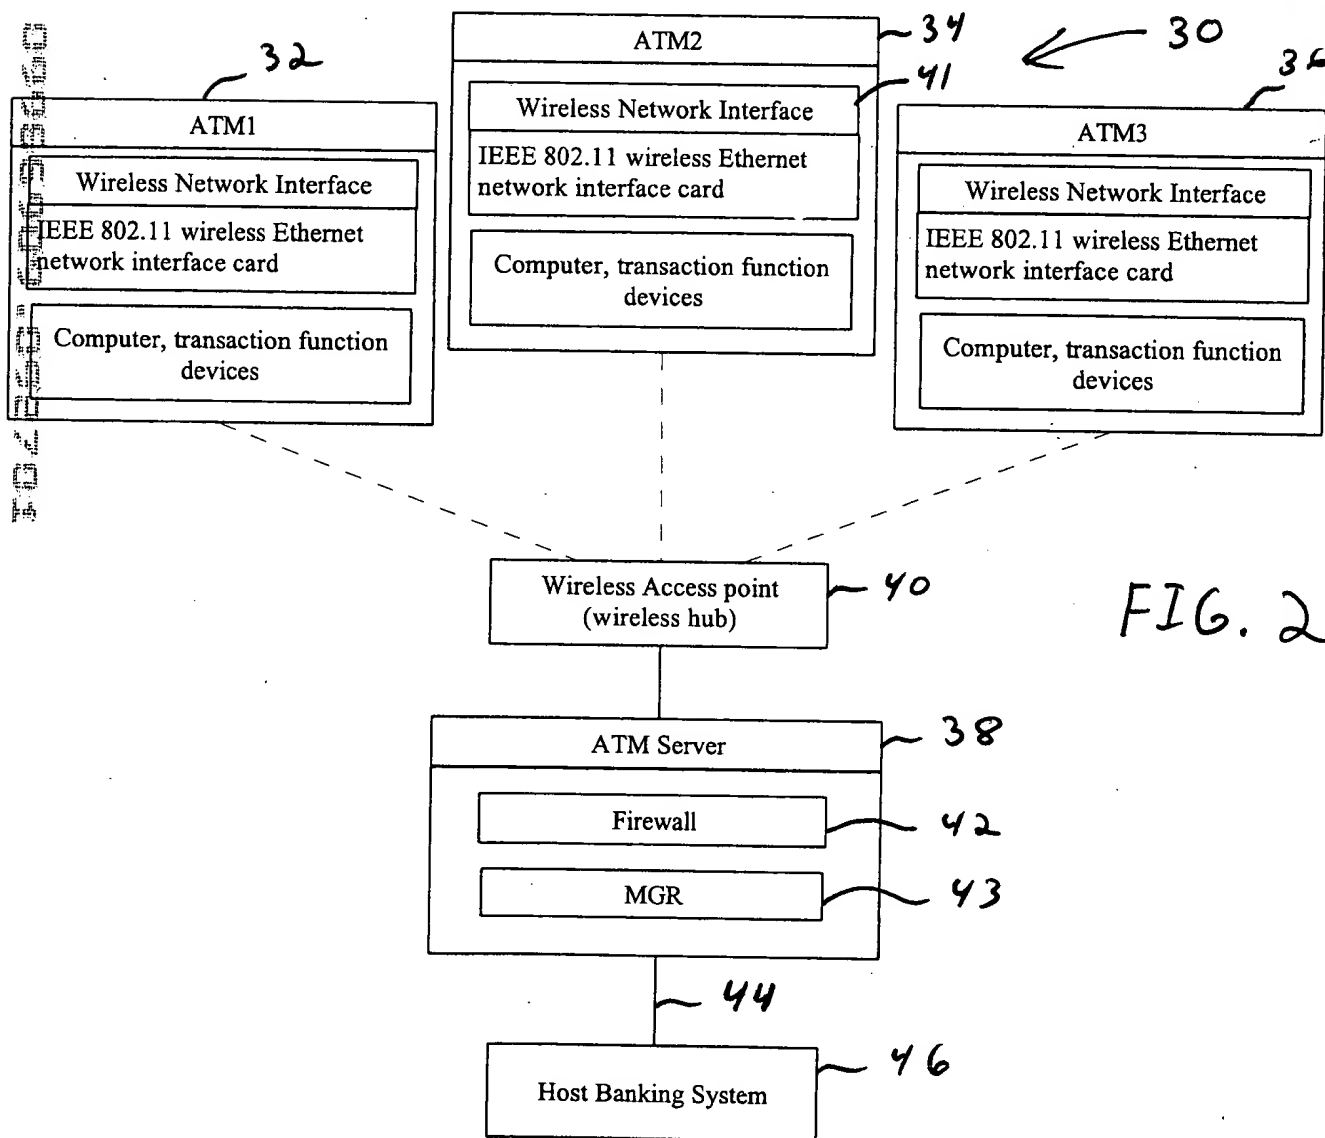 34
30
ATM2
32
36
41
Wireless Network Interface
ATM1
ATM3
IEEE 802.11 wireless Ethernet
network interface card
Wireless Network Interface
Wireless Network Interface
IEEE 802.11 wireless Ethernet
network interface card
IEEE 802.11 wireless Ethernet
network interface card
Computer, transaction function
devices
Computer, transaction function
devices
Computer, transaction function
devices
Wireless Access point
(wireless hub)
40
FIG. 2
ATM Server
38
Firewall
42
MGR
43
44
Host Banking System
46